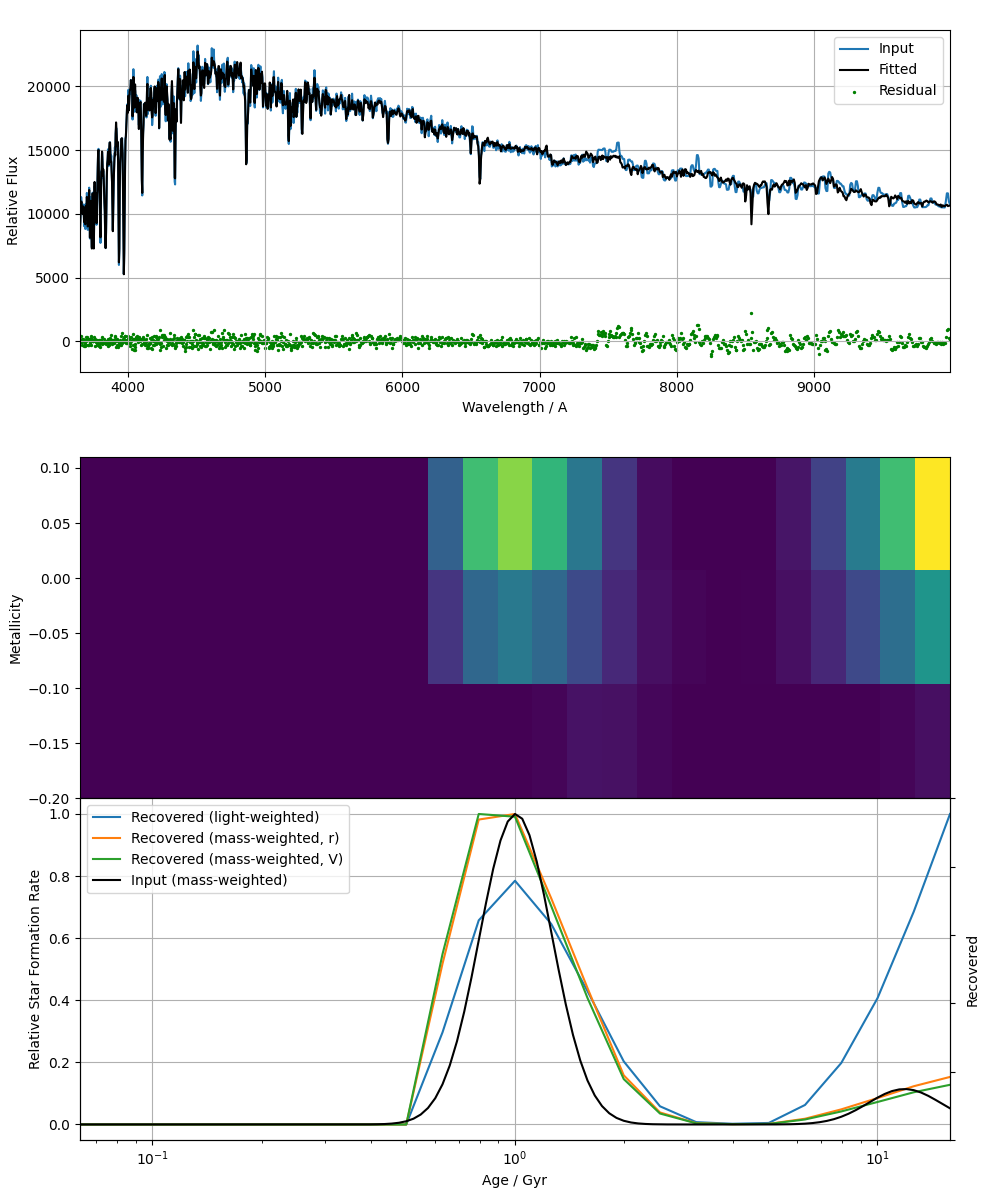 Relative Flux
20000
15000
10000
5000
0
Input
Fitted
Residual
4000 5000 6000 7000 8000 9000
Wavelength / A
Metallicity
0.10
0.05
0.00
−0.05
−0.10
−0.15
−0.20
Relative Star Formation Rate
1.0
0.8
0.6
0.4
0.2
0.0
Recovered (light-weighted)
Recovered (mass-weighted, r)
Recovered (mass-weighted, V)
Input (mass-weighted)
Recovered
10⁻¹ 10⁰ 10¹
Age / Gyr